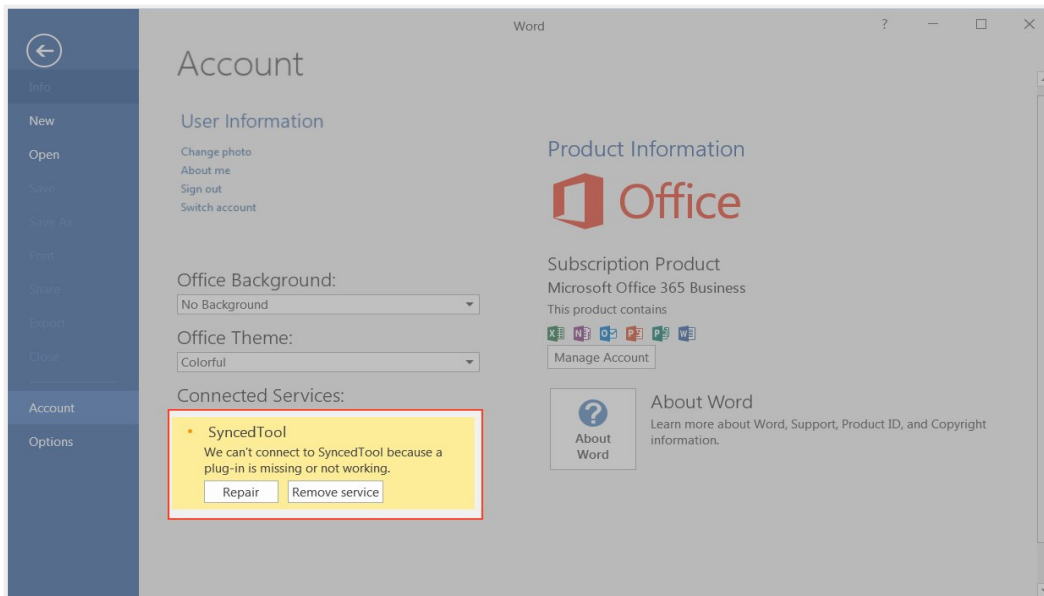 Word
?
Account
Info
New
Open
Save
Save As
Print
Share
Export
Close
Account
Options
User Information
Change photo
About me
Sign out
Switch account
Office Background:
No Background
Office Theme:
Colorful
Connected Services:
SyncedTool
We can't connect to SyncedTool because a
plug-in is missing or not working.
Repair
Remove service
Product Information
Office
Subscription Product
Microsoft Office 365 Business
This product contains
Manage Account
About
Word
About Word
Learn more about Word, Support, Product ID, and Copyright
information.